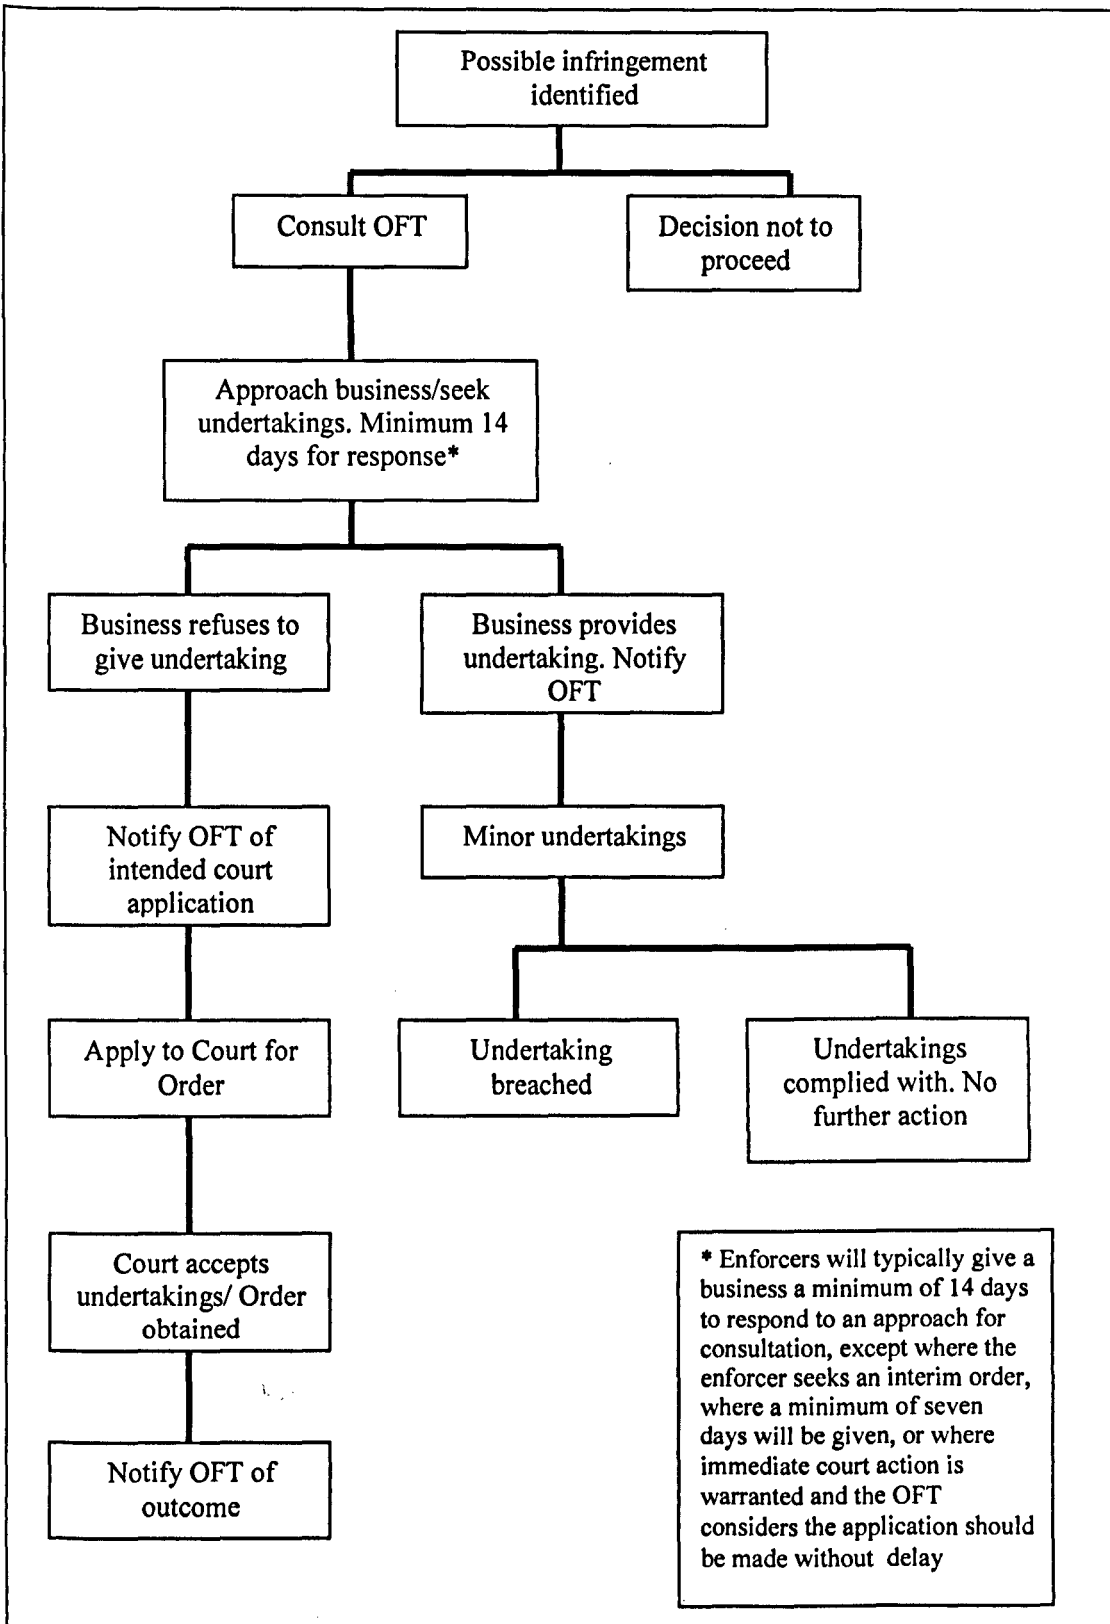 Possible infringement
identified
Consult OFT
Decision not to
proceed
Approach business/seek
undertakings. Minimum 14
days for response*
Business refuses to
give undertaking
Business provides
undertaking. Notify
OFT
Notify OFT of
intended court
application
Minor undertakings
Apply to Court for
Order
Undertaking
breached
Undertakings
complied with. No
further action
Court accepts
undertakings/ Order
obtained
Notify OFT of
outcome
* Enforcers will typically give a
business a minimum of 14 days
to respond to an approach for
consultation, except where the
enforcer seeks an interim order,
where a minimum of seven
days will be given, or where
immediate court action is
warranted and the OFT
considers the application should
be made without delay